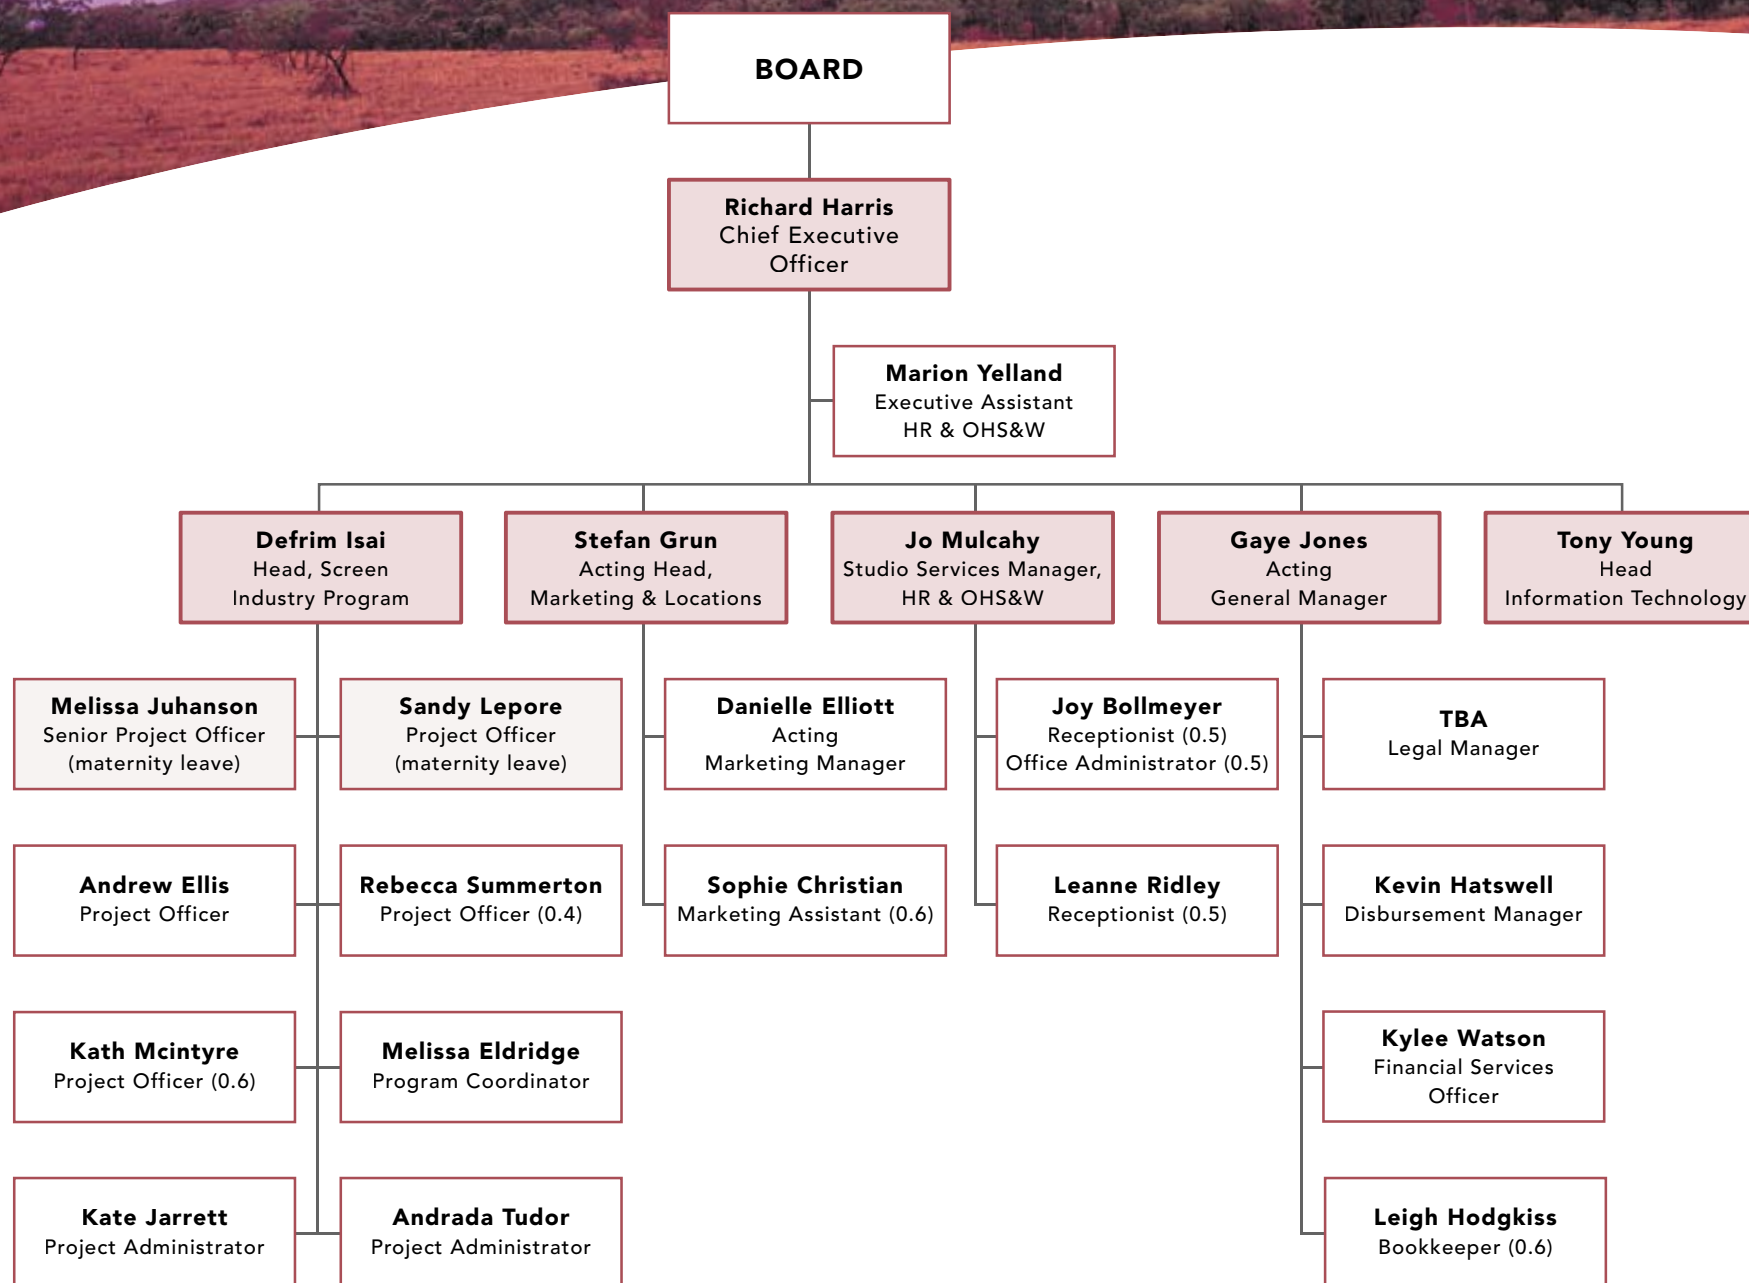 BOARD
Richard Harris
Chief Executive
Officer
Marion Yelland
Executive Assistant
HR & OHS&W
Defrim Isai
Head, Screen
Industry Program
Stefan Grun
Acting Head,
Marketing & Locations
Jo Mulcahy
Studio Services Manager,
HR & OHS&W
Gaye Jones
Acting
General Manager
Tony Young
Head
Information Technology
Melissa Juhanson
Senior Project Officer
(maternity leave)
Sandy Lepore
Project Officer
(maternity leave)
Danielle Elliott
Acting
Marketing Manager
Joy Bollmeyer
Receptionist (0.5)
Office Administrator (0.5)
TBA
Legal Manager
Andrew Ellis
Project Officer
Rebecca Summerton
Project Officer (0.4)
Sophie Christian
Marketing Assistant (0.6)
Leanne Ridley
Receptionist (0.5)
Kevin Hatswell
Disbursement Manager
Kath Mcintyre
Project Officer (0.6)
Melissa Eldridge
Program Coordinator
Kylee Watson
Financial Services
Officer
Kate Jarrett
Project Administrator
Andrada Tudor
Project Administrator
Leigh Hodgkiss
Bookkeeper (0.6)